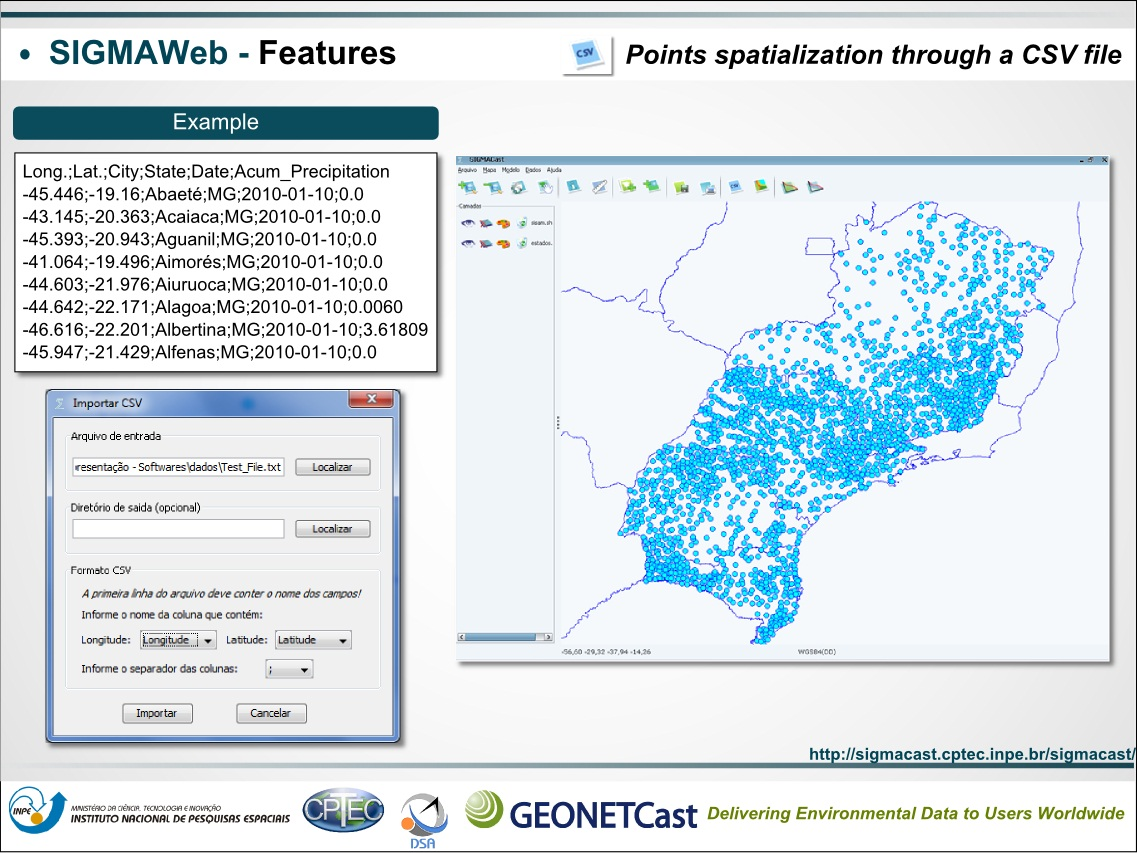 • SIGMAWeb - Features
CSV
Points spatialization through a CSV file
Example
Long.;Lat.;City;State;Date;Acum_Precipitation
-45.446;-19.16;Abaeté;MG;2010-01-10;0.0
-43.145;-20.363;Acaiaca;MG;2010-01-10;0.0
-45.393;-20.943;Aguanil;MG;2010-01-10;0.0
-41.064;-19.496;Aimorés;MG;2010-01-10;0.0
-44.603;-21.976;Aiuruoca;MG;2010-01-10;0.0
-44.642;-22.171;Alagoa;MG;2010-01-10;0.0060
-46.616;-22.201;Albertina;MG;2010-01-10;3.61809
-45.947;-21.429;Alfenas;MG;2010-01-10;0.0
Importar CSV
Arquivo de entrada
resentação - Softwares\dados\Test_File.txt
Localizar
Diretório de saida (opcional)
Localizar
Formato CSV
A primeira linha do arquivo deve conter o nome dos campos!
Informe o nome da coluna que contém:
Longitude: Longitude Latitude: Latitude
Informe o separador das colunas: ;
Importar Cancelar
SIGMACast
Arquivo Mapa Modelo Dados Ajuda
Camadas
sisam.sh
estados.
-56,60 -29,32 -37,94 -14,26
WGS84(DD)
http://sigmacast.cptec.inpe.br/sigmacast/
INPE
MINISTÉRIO DA CIÊNCIA, TECNOLOGIA E INOVAÇÃO
INSTITUTO NACIONAL DE PESQUISAS ESPACIAIS
CPTEC
DSA
GEONETCast
Delivering Environmental Data to Users Worldwide